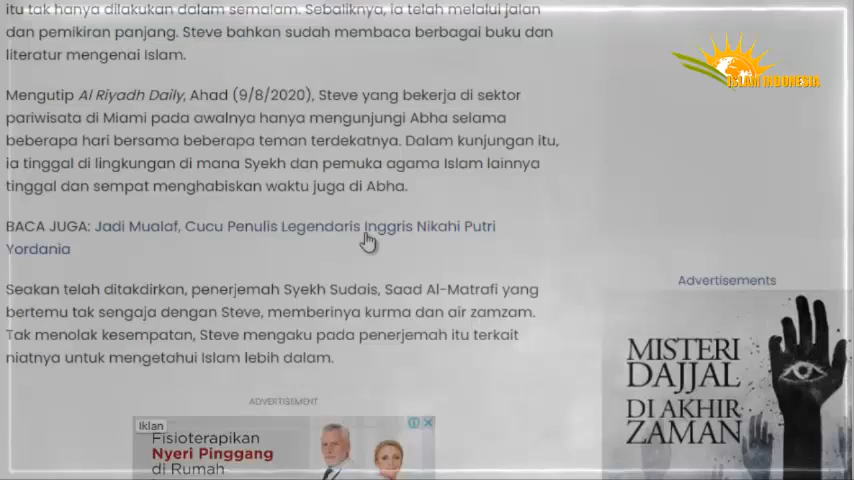 itu tak hanya dilakukan dalam semalam. Sebaliknya, ia telah melalui jalan
dan pemikiran panjang. Steve bahkan sudah membaca berbagai buku dan
literatur mengenai Islam.
Mengutip Al Riyadh Daily, Ahad (9/8/2020), Steve yang bekerja di sektor
pariwisata di Miami pada awalnya hanya mengunjungi Abha selama
beberapa hari bersama beberapa teman terdekatnya. Dalam kunjungan itu,
ia tinggal di lingkungan di mana Syekh dan pemuka agama Islam lainnya
tinggal dan sempat menghabiskan waktu juga di Abha.
BACA JUGA: Jadi Mualaf, Cucu Penulis Legendaris Inggris Nikahi Putri
Yordania
Seakan telah ditakdirkan, penerjemah Syekh Sudais, Saad Al-Matrafi yang
bertemu tak sengaja dengan Steve, memberinya kurma dan air zamzam.
Tak menolak kesempatan, Steve mengaku pada penerjemah itu terkait
niatnya untuk mengetahui Islam lebih dalam.
ADVERTISEMENT
Iklan
Fisioterapikan
Nyeri Pinggang
di Rumah
ISLAM INDONESIA
Advertisements
MISTERI
DAJJAL
DI AKHIR
ZAMAN